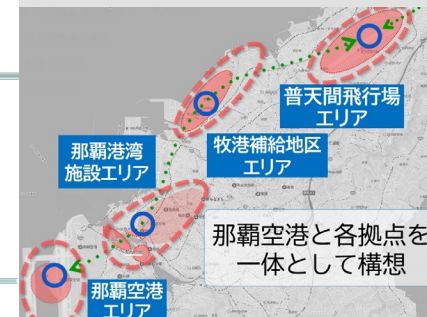 普天間飛行場
エリア
牧港補給地区
エリア
那覇港湾
施設エリア
那覇空港と各拠点を
一体として構想
那覇空港
エリア